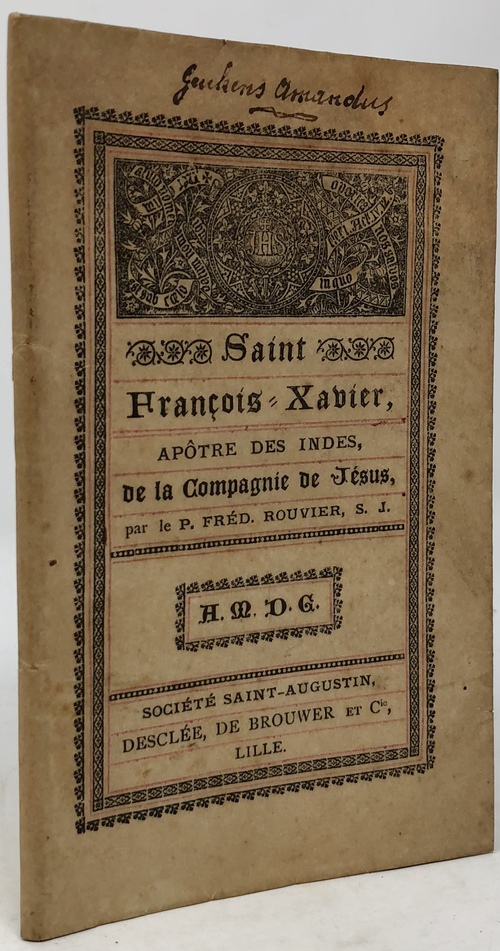 Geukens Amandus
IHS
Saint
François-Xavier,
APÔTRE DES INDES,
de la Compagnie de Jésus,
par le P. FRÉD. ROUVIER, S. J.
A. M. D. G.
SOCIÉTÉ SAINT-AUGUSTIN,
DESCLÉE, DE BROUWER ET Cie,
LILLE.